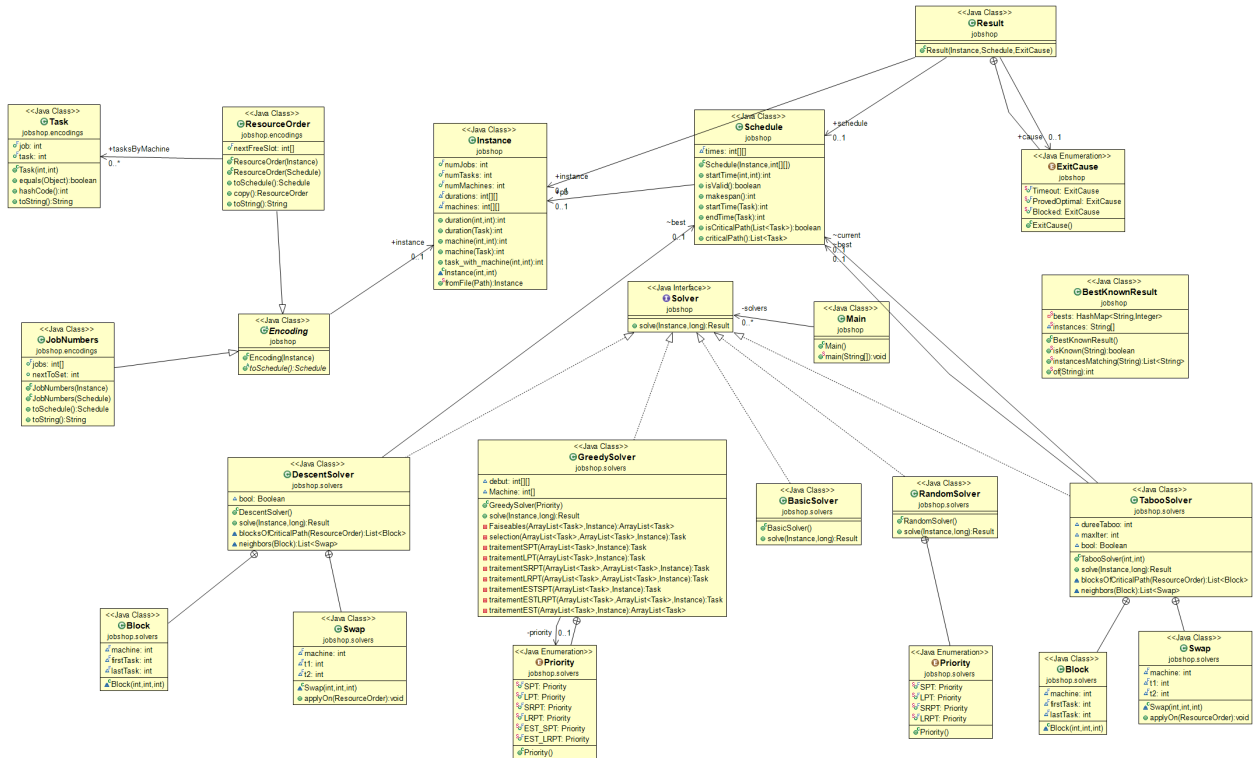 <<Java Class>>
Result
jobshop
Result(Instance,Schedule,ExitCause)
<<Java Class>>
Task
jobshop.encodings
job: int
task: int
Task(int,int)
equals(Object):boolean
hashCode():int
toString():String
+tasksByMachine
0..*
<<Java Class>>
ResourceOrder
jobshop.encodings
nextFreeSlot: int[]
ResourceOrder(Instance)
ResourceOrder(Schedule)
toSchedule():Schedule
copy():ResourceOrder
toString():String
<<Java Class>>
Instance
jobshop
numJobs: int
numTasks: int
numMachines: int
durations: int[][]
machines: int[][]
duration(int,int):int
duration(Task):int
machine(int,int):int
machine(Task):int
task_with_machine(int,int):int
Instance(int,int)
fromFile(Path):Instance
+instance
0..1
+instance
0..1
<<Java Class>>
Schedule
jobshop
times: int[][]
Schedule(Instance,int[][])
startTime(int,int):int
isValid():boolean
makespan():int
startTime(Task):int
endTime(Task):int
isCriticalPath(List<Task>):boolean
criticalPath():List<Task>
+schedule
0..1
+cause
0..1
<<Java Enumeration>>
ExitCause
jobshop
Timeout: ExitCause
ProvedOptimal: ExitCause
Blocked: ExitCause
ExitCause()
~best
0..1
~current
~best
0..1
<<Java Class>>
JobNumbers
jobshop.encodings
jobs: int[]
nextToSet: int
JobNumbers(Instance)
JobNumbers(Schedule)
toSchedule():Schedule
toString():String
<<Java Class>>
Encoding
jobshop
Encoding(Instance)
toSchedule():Schedule
<<Java Interface>>
Solver
jobshop
solve(Instance,long):Result
-solvers
0..*
<<Java Class>>
Main
jobshop
Main()
main(String[]):void
<<Java Class>>
BestKnownResult
jobshop
bests: HashMap<String,Integer>
instances: String[]
BestKnownResult()
isKnown(String):boolean
instancesMatching(String):List<String>
of(String):int
<<Java Class>>
DescentSolver
jobshop.solvers
bool: Boolean
DescentSolver()
solve(Instance,long):Result
blocksOfCriticalPath(ResourceOrder):List<Block>
neighbors(Block):List<Swap>
<<Java Class>>
GreedySolver
jobshop.solvers
debut: int[][]
Machine: int[]
GreedySolver(Priority)
solve(Instance,long):Result
Faiseables(ArrayList<Task>,Instance):ArrayList<Task>
selection(ArrayList<Task>,ArrayList<Task>,Instance):Task
traitementSPT(ArrayList<Task>,Instance):Task
traitementLPT(ArrayList<Task>,Instance):Task
traitementSRPT(ArrayList<Task>,ArrayList<Task>,Instance):Task
traitementLRPT(ArrayList<Task>,ArrayList<Task>,Instance):Task
traitementESTSPT(ArrayList<Task>,Instance):Task
traitementESTLRPT(ArrayList<Task>,ArrayList<Task>,Instance):Task
traitementEST(ArrayList<Task>,Instance):ArrayList<Task>
<<Java Class>>
BasicSolver
jobshop.solvers
BasicSolver()
solve(Instance,long):Result
<<Java Class>>
RandomSolver
jobshop.solvers
RandomSolver()
solve(Instance,long):Result
<<Java Class>>
TabooSolver
jobshop.solvers
dureeTaboo: int
maxIter: int
bool: Boolean
TabooSolver(int,int)
solve(Instance,long):Result
blocksOfCriticalPath(ResourceOrder):List<Block>
neighbors(Block):List<Swap>
<<Java Class>>
Block
jobshop.solvers
machine: int
firstTask: int
lastTask: int
Block(int,int,int)
<<Java Class>>
Swap
jobshop.solvers
machine: int
t1: int
t2: int
Swap(int,int,int)
applyOn(ResourceOrder):void
-priority
0..1
<<Java Enumeration>>
Priority
jobshop.solvers
SPT: Priority
LPT: Priority
SRPT: Priority
LRPT: Priority
EST_SPT: Priority
EST_LRPT: Priority
Priority()
<<Java Enumeration>>
Priority
jobshop.solvers
SPT: Priority
LPT: Priority
SRPT: Priority
LRPT: Priority
Priority()
<<Java Class>>
Block
jobshop.solvers
machine: int
firstTask: int
lastTask: int
Block(int,int,int)
<<Java Class>>
Swap
jobshop.solvers
machine: int
t1: int
t2: int
Swap(int,int,int)
applyOn(ResourceOrder):void